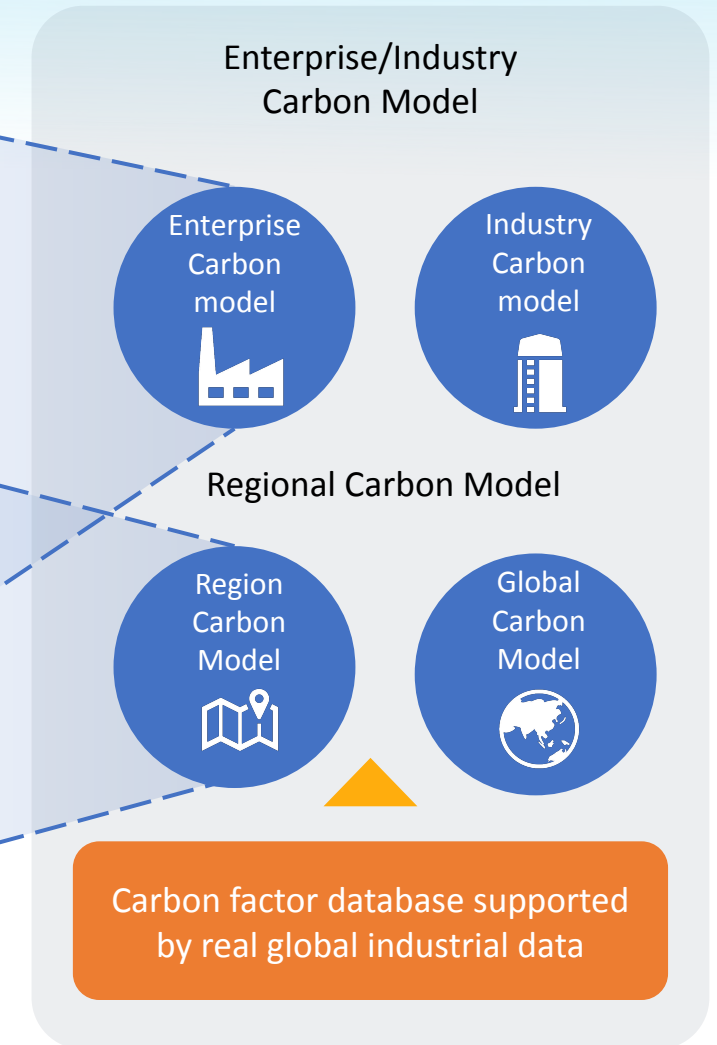 Enterprise/Industry
Carbon Model
Enterprise
Carbon
model
Industry
Carbon
model
Regional Carbon Model
Region
Carbon
Model
Global
Carbon
Model
Carbon factor database supported
by real global industrial data